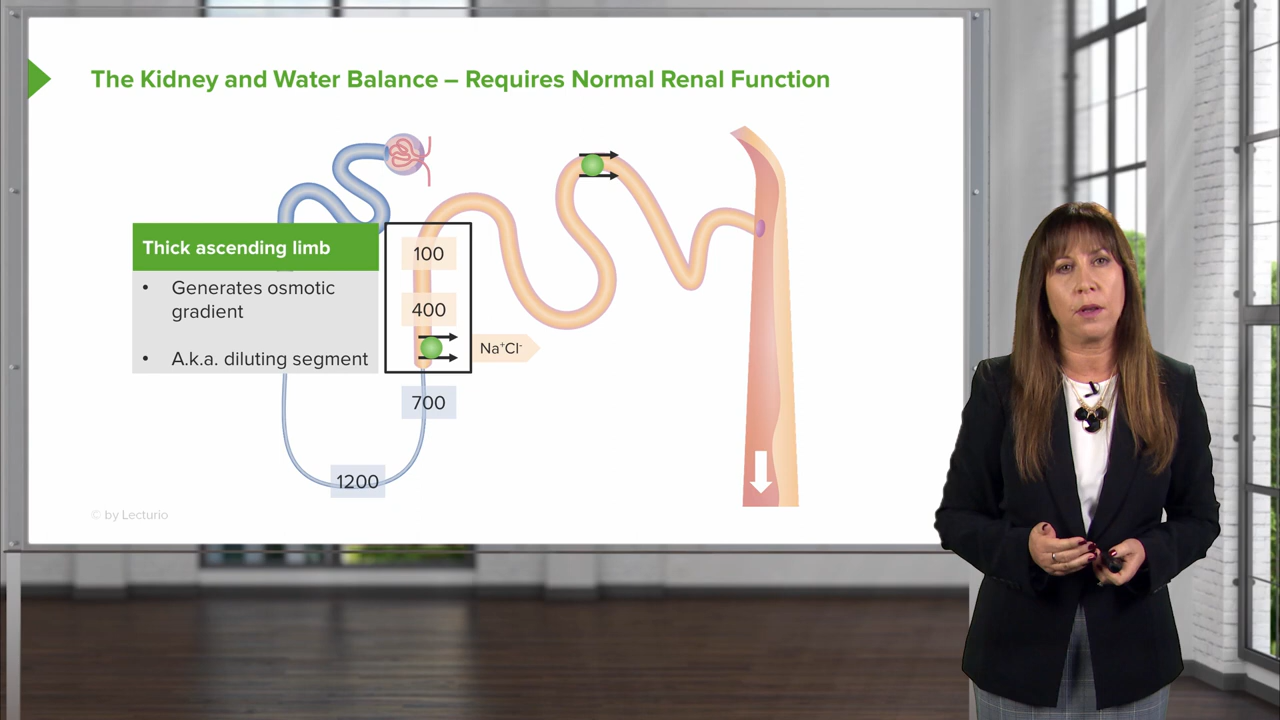 The Kidney and Water Balance – Requires Normal Renal Function
Thick ascending limb
• Generates osmotic
gradient
• A.k.a. diluting segment
100
400
Na⁺Cl⁻
700
1200
© by Lecturio